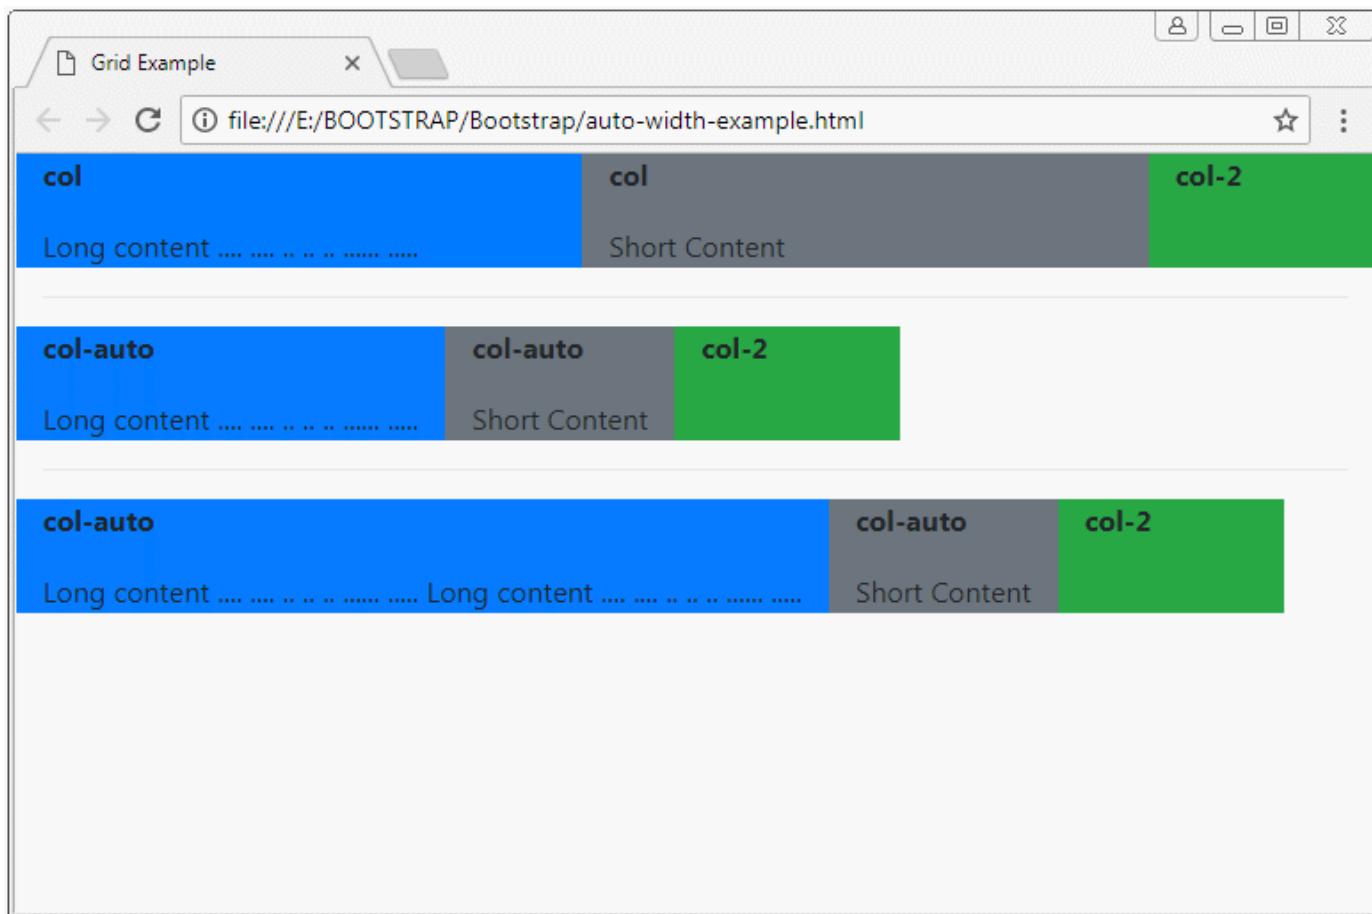 Grid Example
file:///E:/BOOTSTRAP/Bootstrap/auto-width-example.html
col
col
col-2
Long content .... .... .. .. .. ...... .....
Short Content
col-auto
col-auto
col-2
Long content .... .... .. .. .. ...... .....
Short Content
col-auto
col-auto
col-2
Long content .... .... .. .. .. ...... ..... Long content .... .... .. .. .. ...... .....
Short Content